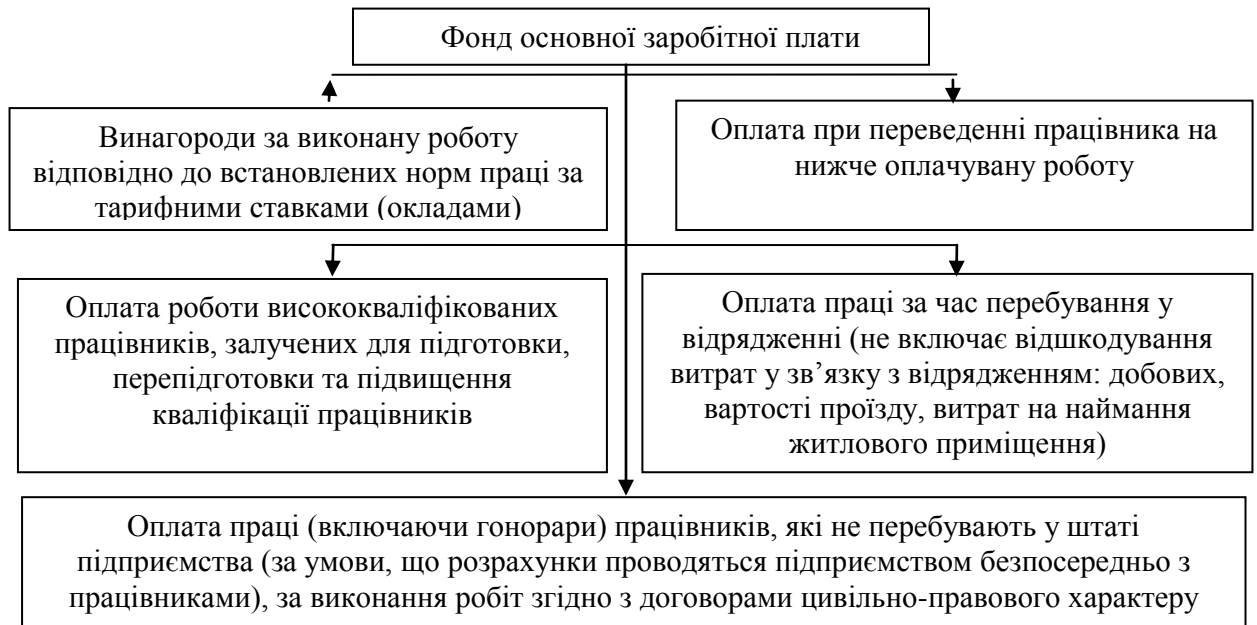 Фонд основної заробітної плати
Винагороди за виконану роботу
відповідно до встановлених норм праці за
тарифними ставками (окладами)
Оплата при переведенні працівника на
нижче оплачувану роботу
Оплата роботи висококваліфікованих
працівників, залучених для підготовки,
перепідготовки та підвищення
кваліфікації працівників
Оплата праці за час перебування у
відрядженні (не включає відшкодування
витрат у зв’язку з відрядженням: добових,
вартості проїзду, витрат на наймання
житлового приміщення)
Оплата праці (включаючи гонорари) працівників, які не перебувають у штаті
підприємства (за умови, що розрахунки проводяться підприємством безпосередньо з
працівниками), за виконання робіт згідно з договорами цивільно-правового характеру